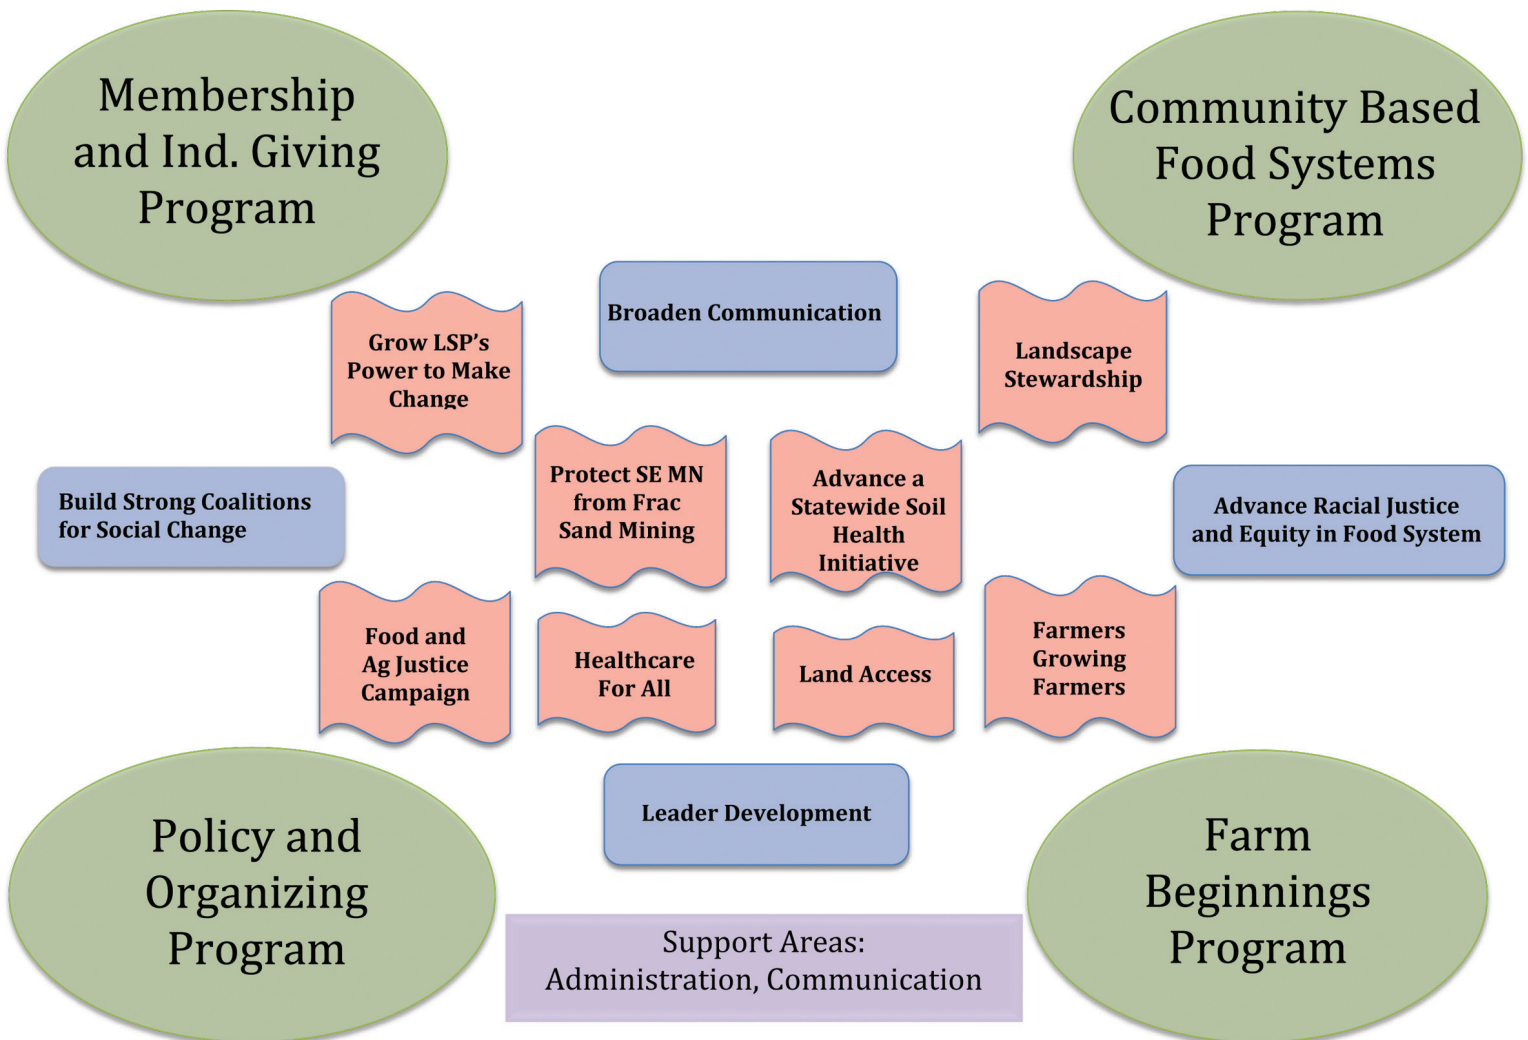 Membership
and Ind. Giving
Program
Community Based
Food Systems
Program
Broaden Communication
Grow LSP’s
Power to Make
Change
Landscape
Stewardship
Build Strong Coalitions
for Social Change
Protect SE MN
from Frac
Sand Mining
Advance a
Statewide Soil
Health
Initiative
Advance Racial Justice
and Equity in Food System
Food and
Ag Justice
Campaign
Healthcare
For All
Land Access
Farmers
Growing
Farmers
Leader Development
Policy and
Organizing
Program
Farm
Beginnings
Program
Support Areas:
Administration, Communication